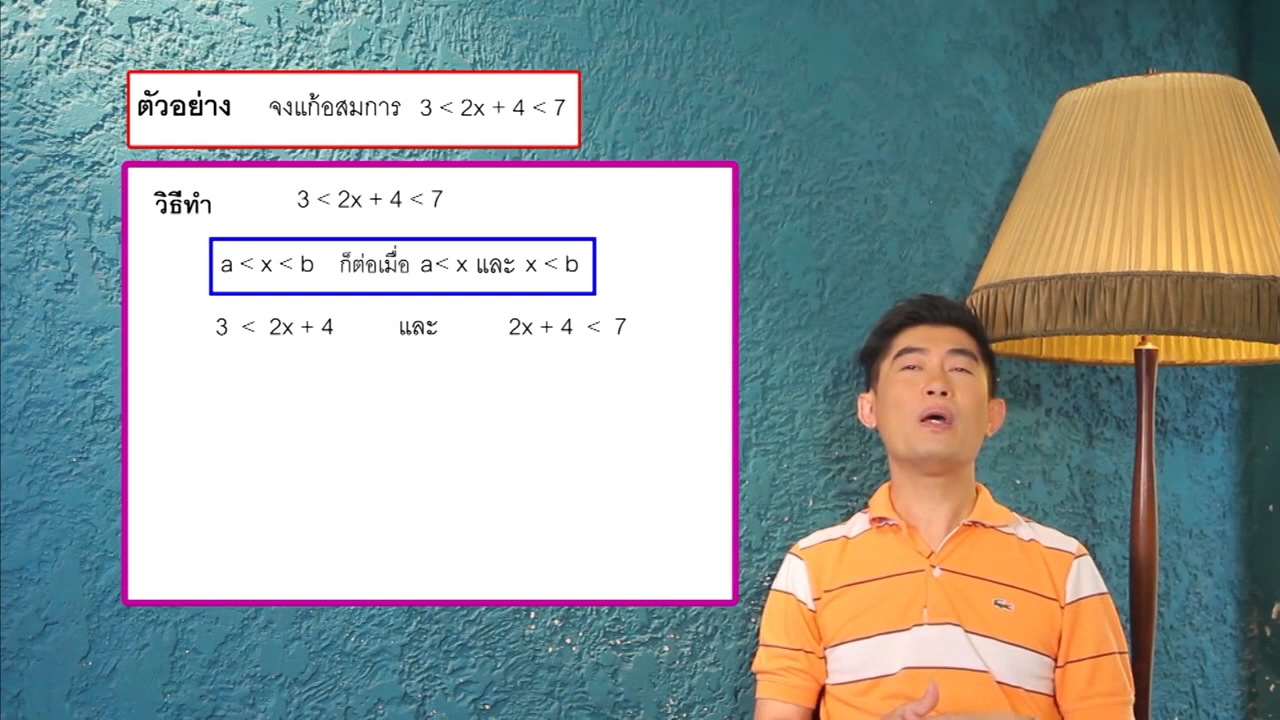 ตัวอย่าง จงแก้อสมการ 3 < 2x + 4 < 7
วิธีทำ 3 < 2x + 4 < 7
a < x < b ก็ต่อเมื่อ a< x และ x < b
3 < 2x + 4 และ 2x + 4 < 7